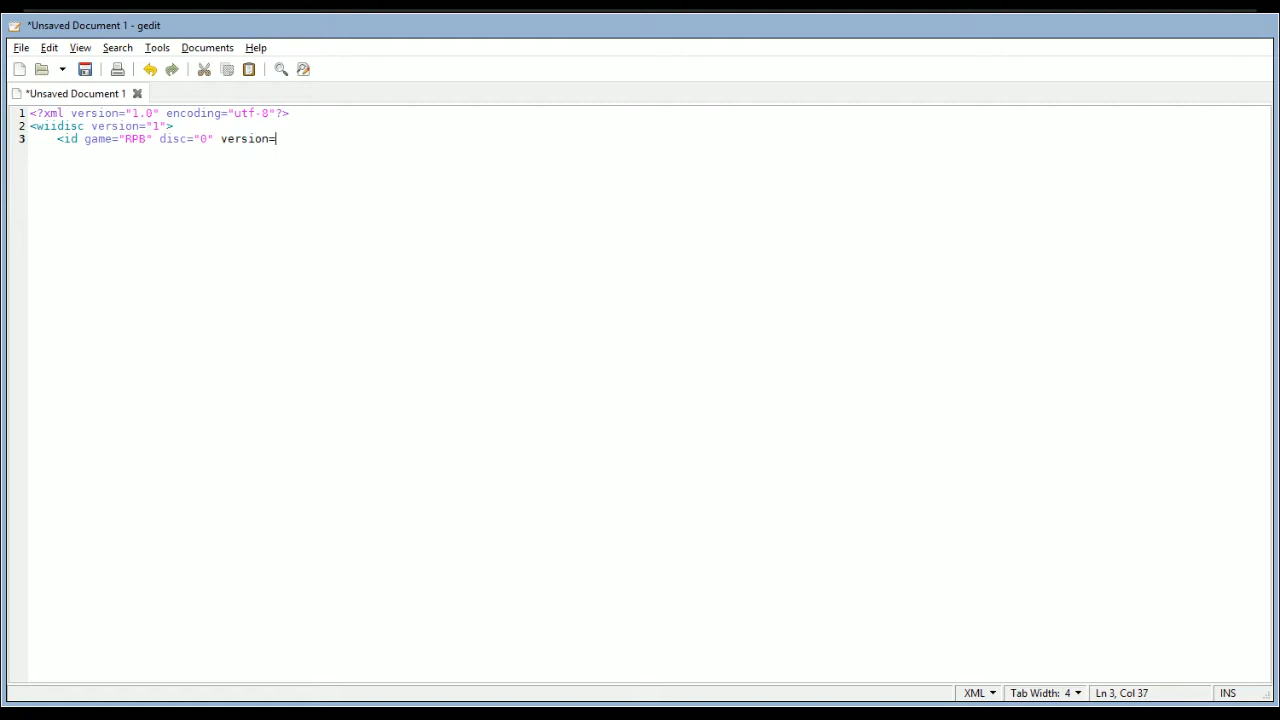 *Unsaved Document 1 - gedit
File Edit View Search Tools Documents Help
*Unsaved Document 1
1 <?xml version="1.0" encoding="utf-8"?>
2 <wiidisc version="1">
3     <id game="RPB" disc="0" version=
XML Tab Width: 4 Ln 3, Col 37 INS